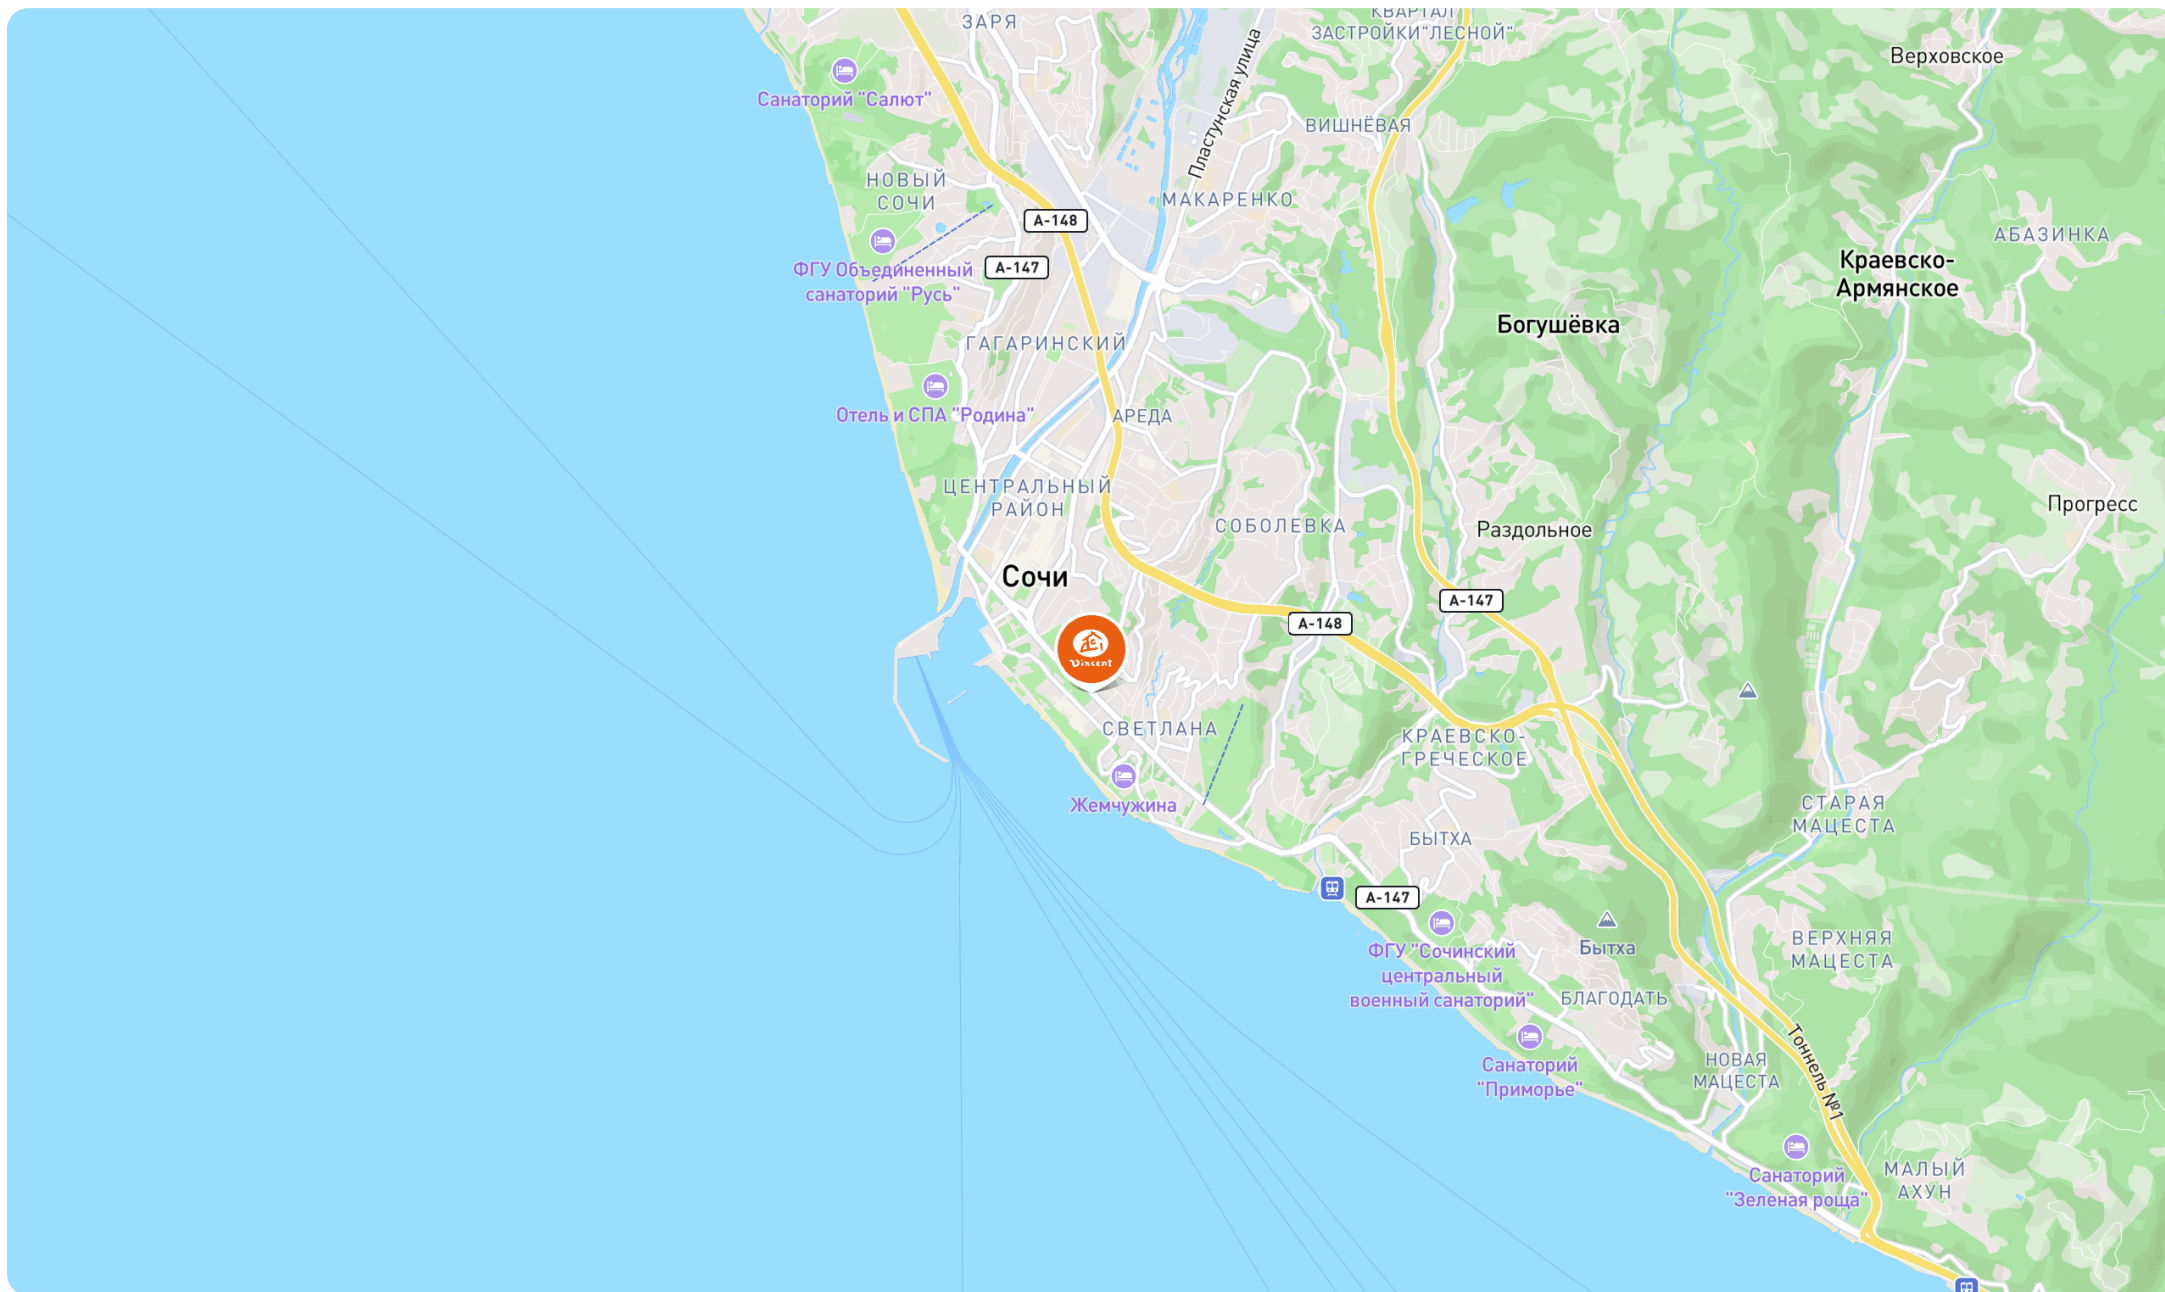 ЗАРЯ
КВАРТАЛ
ЗАСТРОЙКИ"ЛЕСНОЙ"
Верховское
Санаторий "Салют"
Пластунская улица
ВИШНЁВАЯ
НОВЫЙ
СОЧИ
МАКАРЕНКО
А-148
АБАЗИНКА
ФГУ Объединенный
санаторий "Русь"
А-147
Краевско-
Армянское
Богушёвка
ГАГАРИНСКИЙ
Отель и СПА "Родина"
АРЕДА
ЦЕНТРАЛЬНЫЙ
РАЙОН
СОБОЛЕВКА
Раздольное
Прогресс
Сочи
А-147
А-148
Vincent
СВЕТЛАНА
КРАЕВСКО-
ГРЕЧЕСКОЕ
Жемчужина
СТАРАЯ
МАЦЕСТА
БЫТХА
А-147
ФГУ "Сочинский
центральный
военный санаторий"
Бытха
ВЕРХНЯЯ
МАЦЕСТА
БЛАГОДАТЬ
Санаторий
"Приморье"
НОВАЯ
МАЦЕСТА
Тоннель №1
Санаторий
"Зеленая роща"
МАЛЫЙ
АХУН